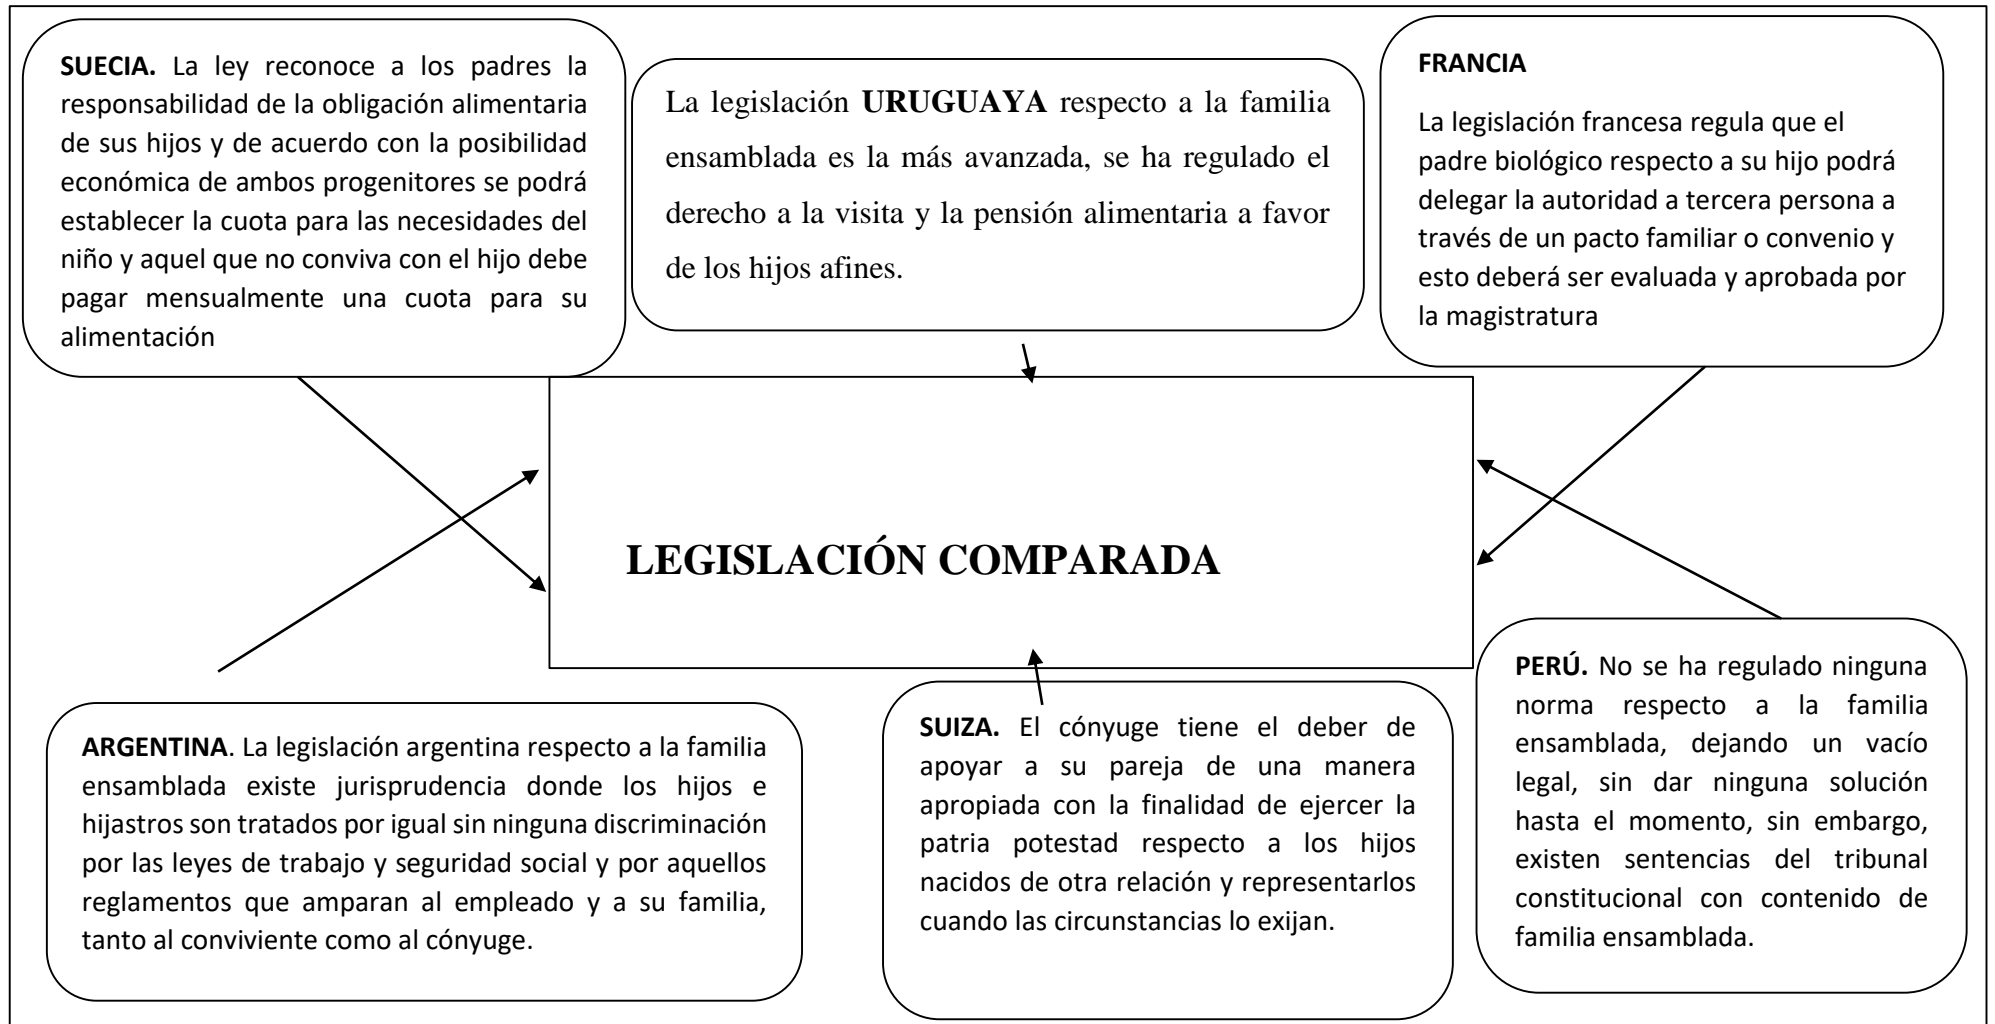 SUECIA. La ley reconoce a los padres la
responsabilidad de la obligación alimentaria
de sus hijos y de acuerdo con la posibilidad
económica de ambos progenitores se podrá
establecer la cuota para las necesidades del
niño y aquel que no conviva con el hijo debe
pagar mensualmente una cuota para su
alimentación
La legislación URUGUAYA respecto a la familia
ensamblada es la más avanzada, se ha regulado el
derecho a la visita y la pensión alimentaria a favor
de los hijos afines.
FRANCIA
La legislación francesa regula que el
padre biológico respecto a su hijo podrá
delegar la autoridad a tercera persona a
través de un pacto familiar o convenio y
esto deberá ser evaluada y aprobada por
la magistratura
LEGISLACIÓN COMPARADA
ARGENTINA. La legislación argentina respecto a la familia
ensamblada existe jurisprudencia donde los hijos e
hijastros son tratados por igual sin ninguna discriminación
por las leyes de trabajo y seguridad social y por aquellos
reglamentos que amparan al empleado y a su familia,
tanto al conviviente como al cónyuge.
SUIZA. El cónyuge tiene el deber de
apoyar a su pareja de una manera
apropiada con la finalidad de ejercer la
patria potestad respecto a los hijos
nacidos de otra relación y representarlos
cuando las circunstancias lo exijan.
PERÚ. No se ha regulado ninguna
norma respecto a la familia
ensamblada, dejando un vacío
legal, sin dar ninguna solución
hasta el momento, sin embargo,
existen sentencias del tribunal
constitucional con contenido de
familia ensamblada.